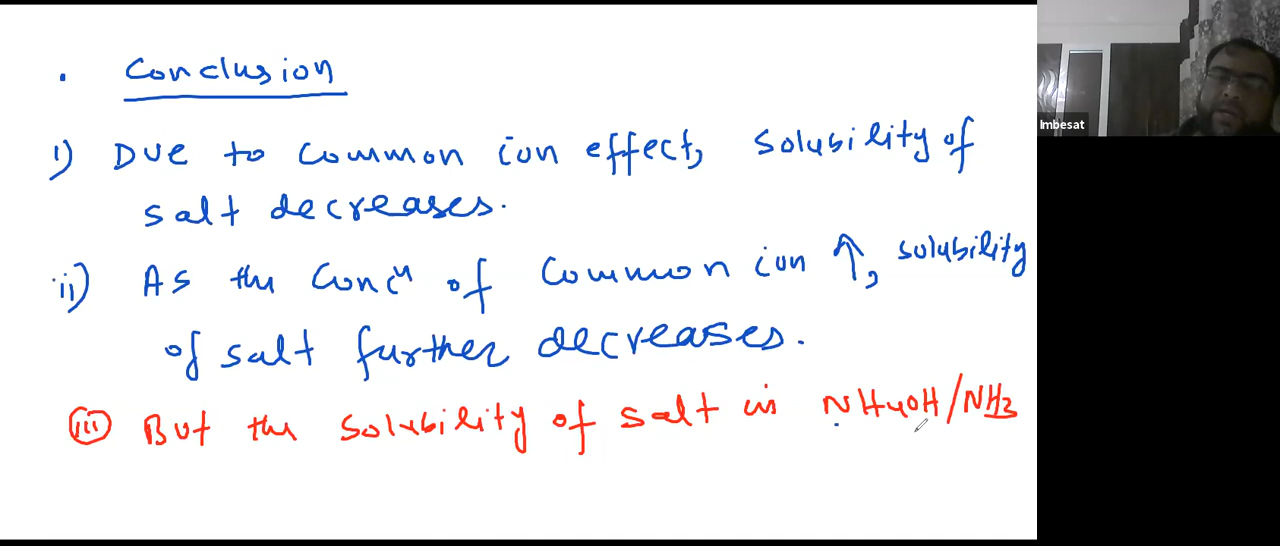 . Conclusion
i) Due to common ion effect, solubility of
salt decreases.
ii) As the Concⁿ of Common ion ↑, solubility
of salt further decreases.
(iii) But the solubility of salt in NH4OH/NH3
Imbesat